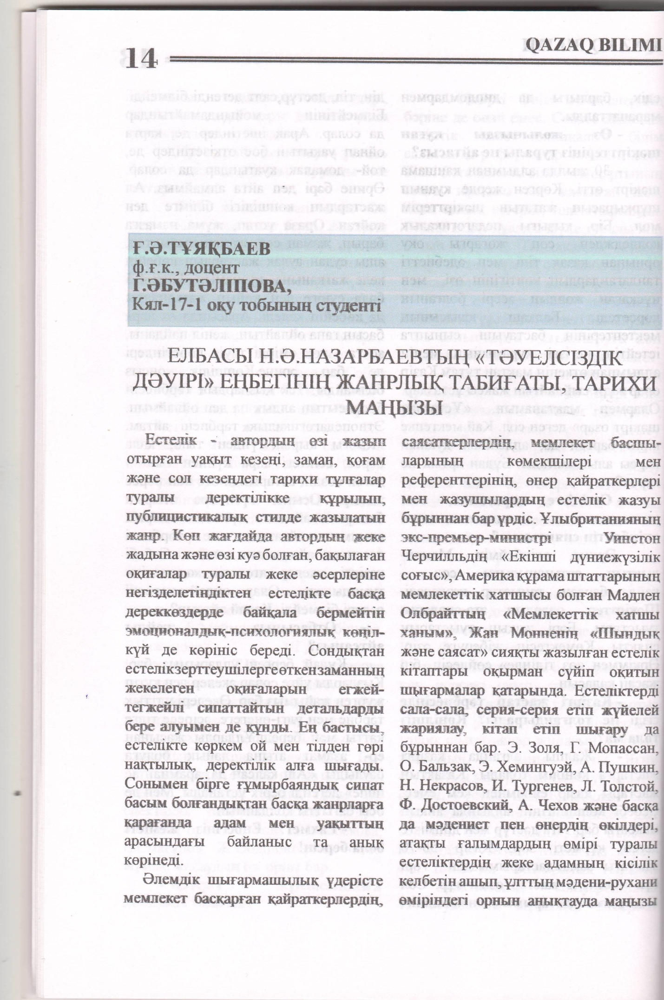 QAZAQ BILIMI
14
Ғ.Ә.ТҰЯҚБАЕВ
ф.ғ.к., доцент
Г.ӘБУТӘЛІПОВА,
Кял-17-1 оқу тобының студенті
ЕЛБАСЫ Н.Ә.НАЗАРБАЕВТЫҢ «ТӘУЕЛСІЗДІК
ДӘУІРІ» ЕҢБЕГІНІҢ ЖАНРЛЫҚ ТАБИҒАТЫ, ТАРИХИ
МАҢЫЗЫ
Естелік - автордың өзі жазып
отырған уақыт кезеңі, заман, қоғам
және сол кезеңдегі тарихи тұлғалар
туралы деректілікке құрылып,
публицистикалық стилде жазылатын
жанр. Көп жағдайда автордың жеке
жадына және өзі куә болған, бақылаған
оқиғалар туралы жеке әсерлеріне
негізделетіндіктен естелікте басқа
дереккөздерде байқала бермейтін
эмоционалдық-психологиялық көңіл-
күй де көрініс береді. Сондықтан
естелік зерттеушілерге өткен заманның
жекелеген оқиғаларын егжей-
тегжейлі сипаттайтын детальдарды
бере алуымен де құнды. Ең бастысы,
естелікте көркем ой мен тілден гөрі
нақтылық, деректілік алға шығады.
Сонымен бірге ғұмырбаяндық сипат
басым болғандықтан басқа жанрларға
қарағанда адам мен уақыттың
арасындағы байланыс та анық
көрінеді.
Әлемдік шығармашылық үдерісте
мемлекет басқарған қайраткерлердің,
саясаткерлердің, мемлекет басшы-
ларының көмекшілері мен
референттерінің, өнер қайраткерлері
мен жазушылардың естелік жазуы
бұрыннан бар үрдіс. Ұлыбританияның
экс-премьер-министрі Уинстон
Черчилльдің «Екінші дүниежүзілік
соғыс», Америка құрама штаттарының
мемлекеттік хатшысы болған Мадлен
Олбрайттың «Мемлекеттік хатшы
ханым», Жан Монненің «Шындық
және саясат» сияқты жазылған естелік
кітаптары оқырман сүйіп оқитын
шығармалар қатарында. Естеліктерді
сала-сала, серия-серия етіп жүйелей
жариялау, кітап етіп шығару да
бұрыннан бар. Э. Золя, Г. Мопассан,
О. Бальзак, Э. Хемингуэй, А. Пушкин,
Н. Некрасов, И. Тургенев, Л. Толстой,
Ф. Достоевский, А. Чехов және басқа
да мәдениет пен өнердің өкілдері,
атақты ғалымдардың өмірі туралы
естеліктердің жеке адамның кісілік
келбетін ашып, ұлттың мәдени-рухани
өміріндегі орнын анықтауда маңызы